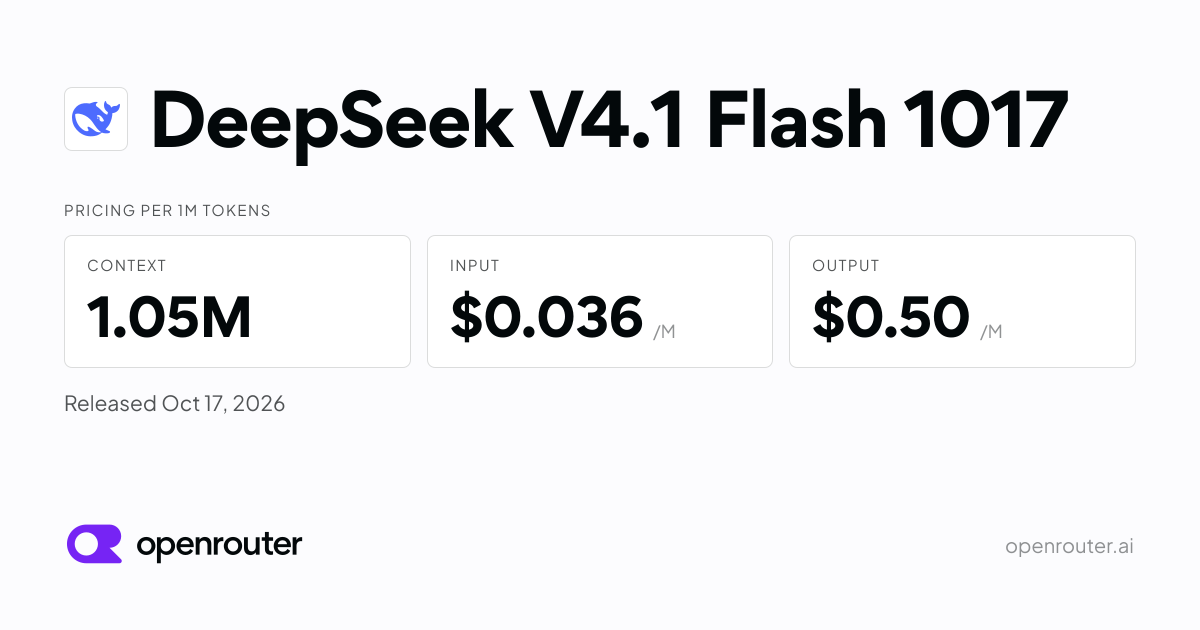 DeepSeek V4.1 Flash 1017
PRICING PER 1M TOKENS
CONTEXT
1.05M
INPUT
$0.036 /M
OUTPUT
$0.50 /M
Released Oct 17, 2026
openrouter
openrouter.ai